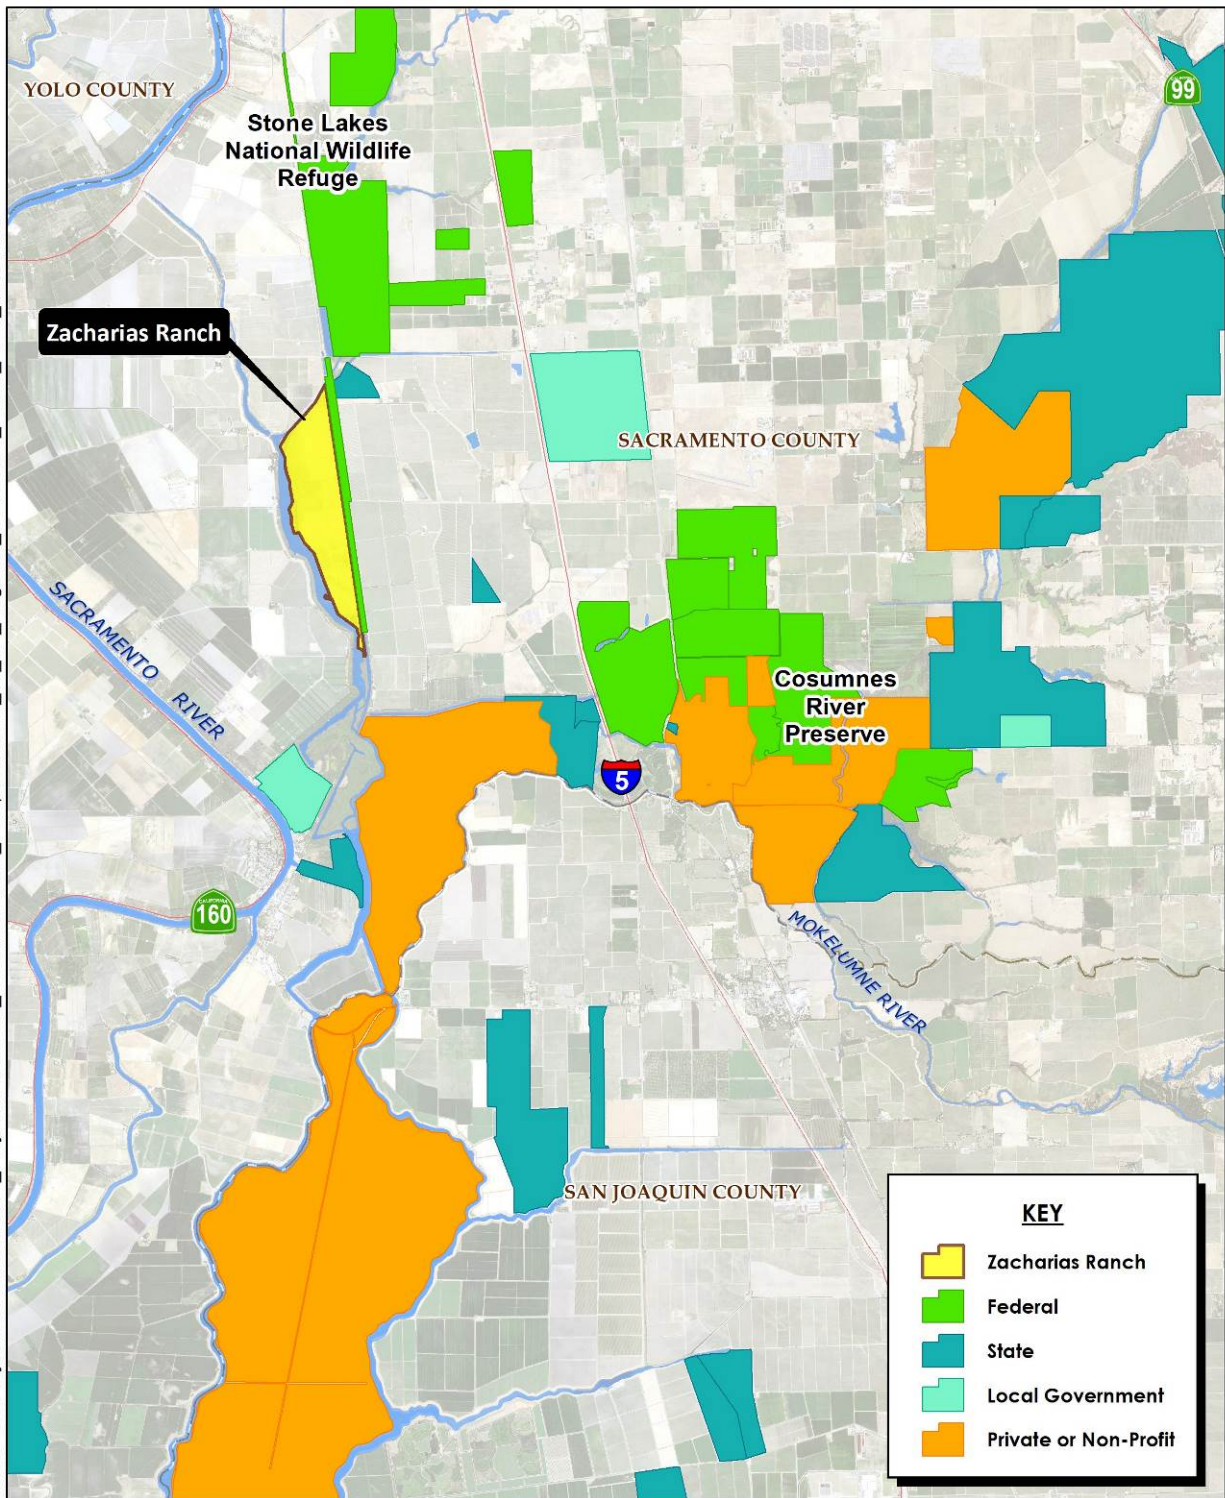 YOLO COUNTY
99
Stone Lakes
National Wildlife
Refuge
Zacharias Ranch
SACRAMENTO COUNTY
SACRAMENTO RIVER
Cosumnes
River
Preserve
5
CALIFORNIA
160
MOKELUMNE RIVER
SAN JOAQUIN COUNTY
KEY
Zacharias Ranch
Federal
State
Local Government
Private or Non-Profit